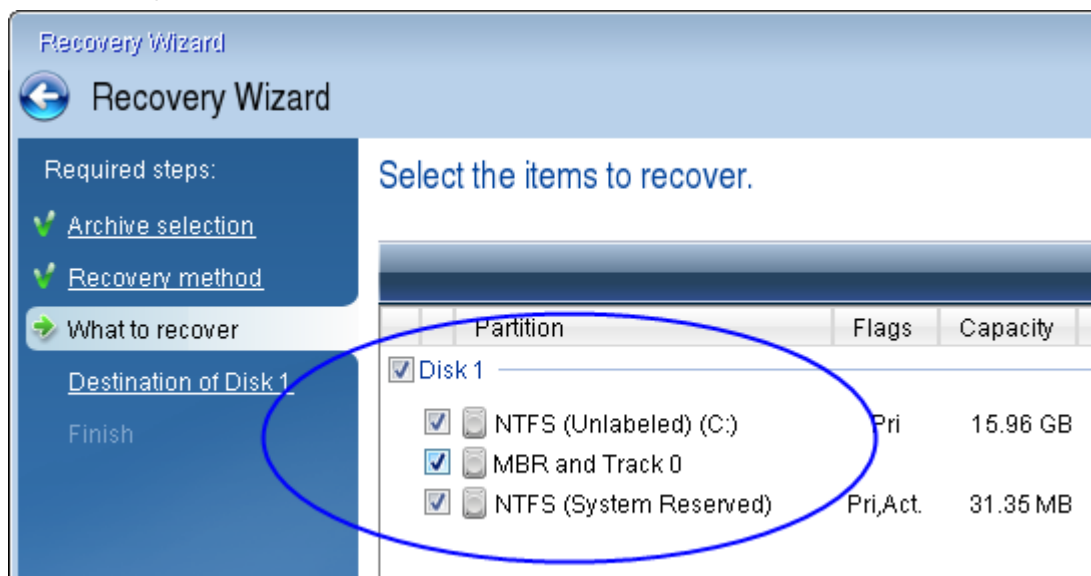 Recovery Wizard
Recovery Wizard
Required steps:
Archive selection
Recovery method
What to recover
Destination of Disk 1
Finish
Select the items to recover.
Partition Flags Capacity
Disk 1
NTFS (Unlabeled) (C:) Pri 15.96 GB
MBR and Track 0
NTFS (System Reserved) Pri,Act. 31.35 MB